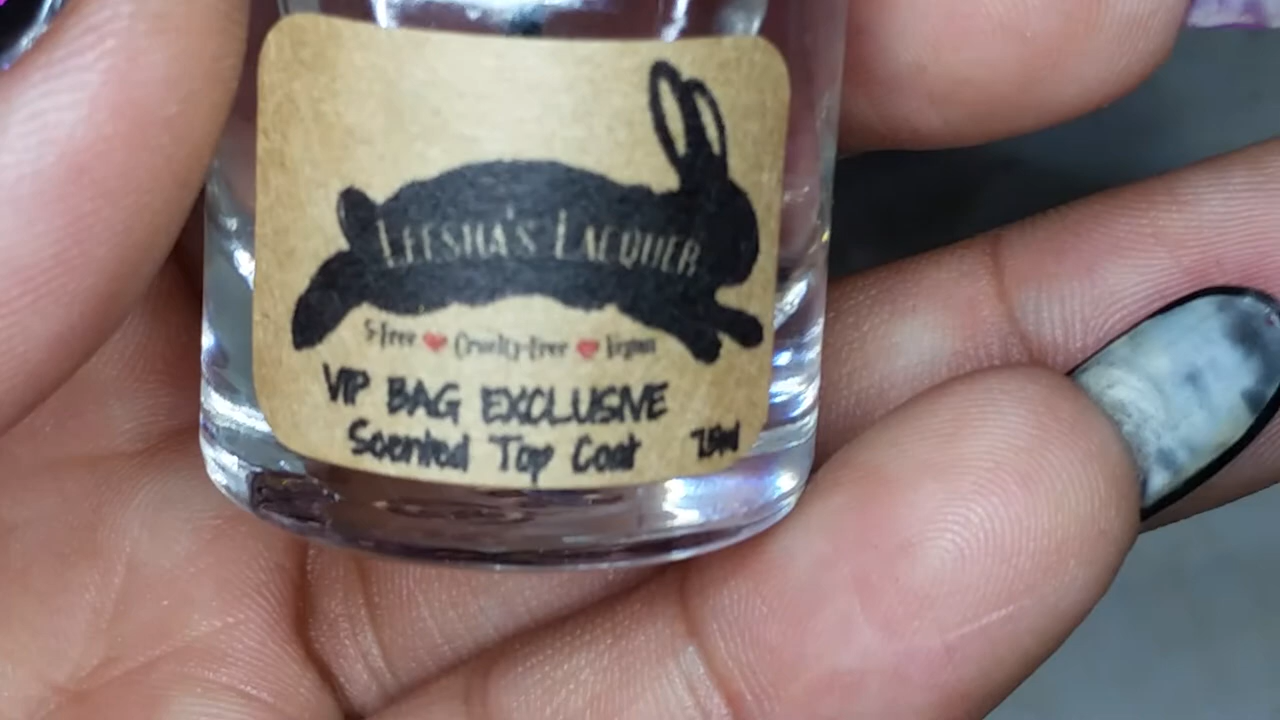 LEESHA'S LACQUER
5-Free ❤ Cruelty-Free ❤ Vegan
VIP BAG EXCLUSIVE
Scented Top Coat 7.5ml